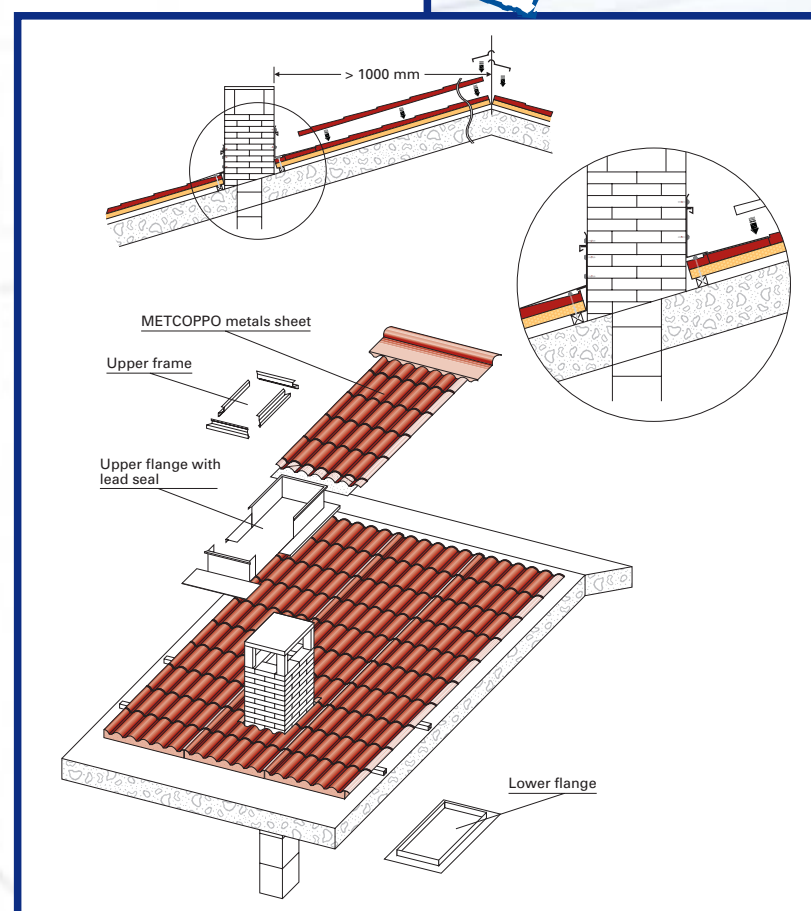 > 1000 mm
METCOPPO metals sheet
Upper frame
Upper flange with
lead seal
Lower flange